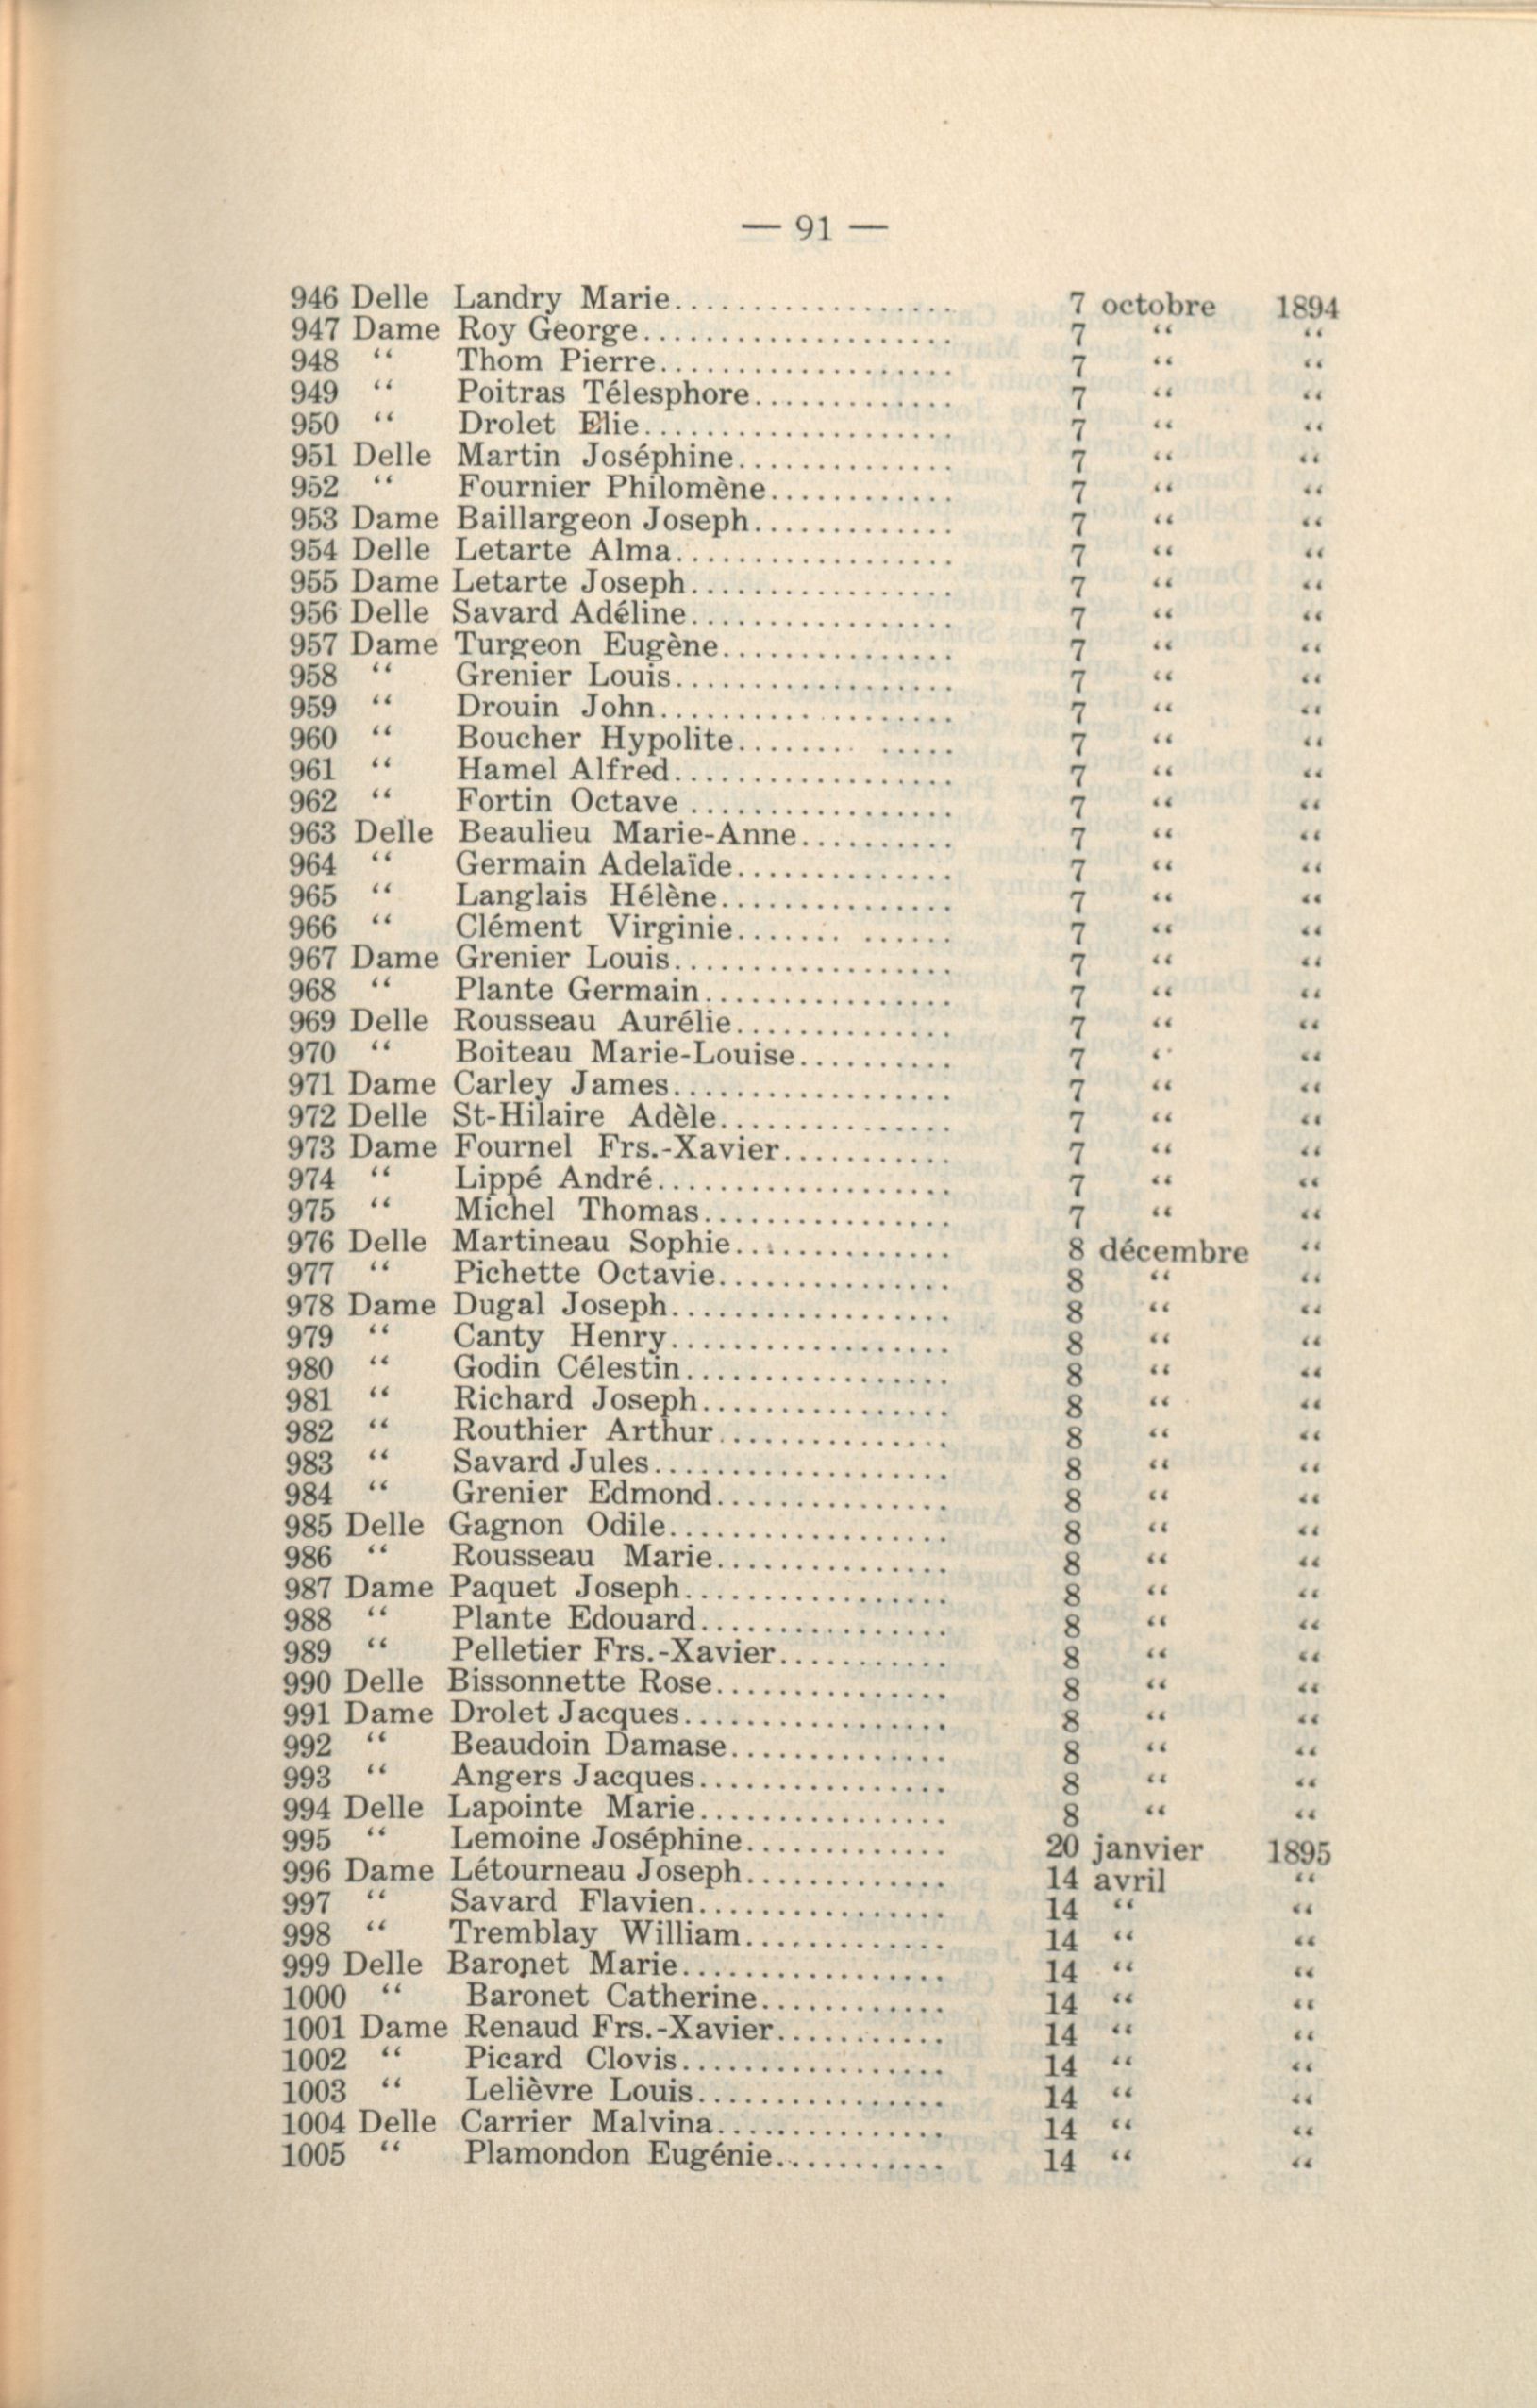 — 91 —
946 Delle Landry Marie................... 7 octobre 1894
947 Dame Roy George..................... 7 “ “
948 “ Thom Pierre.................... 7 “ “
949 “ Poitras Télesphore.............. 7 “ “
950 “ Drolet Elie..................... 7 “ “
951 Delle Martin Joséphine............... 7 “ “
952 “ Fournier Philomène............. 7 “ “
953 Dame Baillargeon Joseph.............. 7 “ “
954 Delle Letarte Alma................... 7 “ “
955 Dame Letarte Joseph.................. 7 “ “
956 Delle Savard Adéline.................. 7 “ “
957 Dame Turgeon Eugène................ 7 “ “
958 “ Grenier Louis................... 7 “ “
959 “ Drouin John.................... 7 “ “
960 “ Boucher Hypolite........ ..... 7 “ “
961 “ Hamel Alfred................... 7 “ “
962 “ Fortin Octave .................. 7 “ “
963 Delle Beaulieu Marie-Anne........... 7 “ “
964 “ Germain Adelaïde............... 7 “ “
965 “ Langlais Hélène................ 7 “ “
966 “ Clément Virginie....... ...... 7 “ “
967 Dame Grenier Louis................... 7 “ “
968 “ Plante Germain................. 7 “ “
969 Delle Rousseau Aurélie............... 7 “ “
970 “ Boiteau Marie-Louise........... 7 “ “
971 Dame Carley James................... 7 “ “
972 Delle St-Hilaire Adèle................ 7 “ “
973 Dame Fournel Frs.-Xavier............ 7 “ “
974 “ Lippé André.................... 7 “ “
975 “ Michel Thomas................. 7 “ “
976 Delle Martineau Sophie............... 8 décembre “
977 “ Pichette Octavie................ 8 “ “
978 Dame Dugal Joseph................... 8 “ “
979 “ Canty Henry................... 8 “ “
980 “ Godin Célestin.................. 8 “ “
981 “ Richard Joseph................. 8 “ “
982 “ Routhier Arthur................ 8 “ “
983 “ Savard Jules.................... 8 “ “
984 “ Grenier Edmond................ 8 “ “
985 Delle Gagnon Odile................... 8 “ “
986 “ Rousseau Marie................ 8 “ “
987 Dame Paquet Joseph.................. 8 “ “
988 “ Plante Edouard................. 8 “ “
989 “ Pelletier Frs.-Xavier............ 8 “ “
990 Delle Bissonnette Rose................ 8 “ “
991 Dame Drolet Jacques.................. 8 “ “
992 “ Beaudoin Damase............... 8 “ “
993 “ Angers Jacques................. 8 “ “
994 Delle Lapointe Marie................. 8 “ “
995 “ Lemoine Joséphine.............. 20 janvier 1895
996 Dame Létourneau Joseph.............. 14 avril “
997 “ Savard Flavien................. 14 “ “
998 “ Tremblay William.............. 14 “ “
999 Delle Baronet Marie.................. 14 “ “
1000 “ Baronet Catherine............. 14 “ “
1001 Dame Renaud Frs.-Xavier............ 14 “ “
1002 “ Picard Clovis.................. 14 “ “
1003 “ Lelièvre Louis................. 14 “ “
1004 Delle Carrier Malvina................ 14 “ “
1005 “ Plamondon Eugénie............ 14 “ “